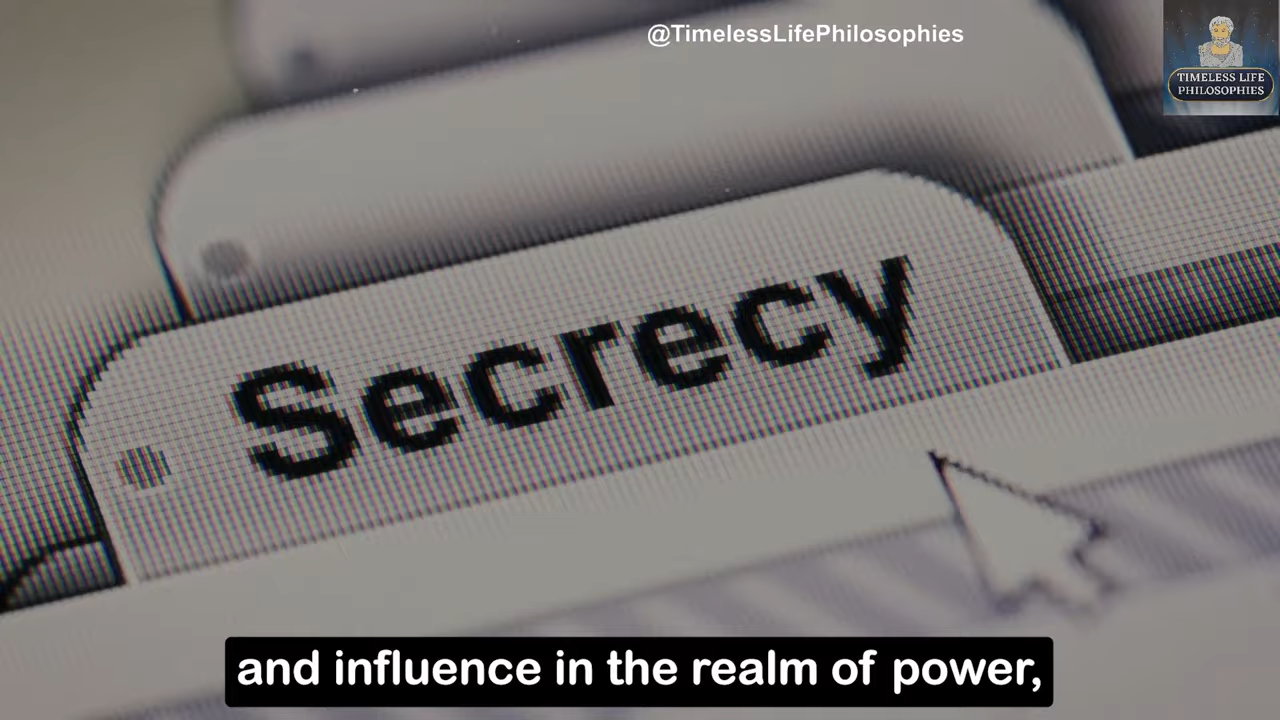 @TimelessLifePhilosophies
TIMELESS LIFE
PHILOSOPHIES
Secrecy
and influence in the realm of power,